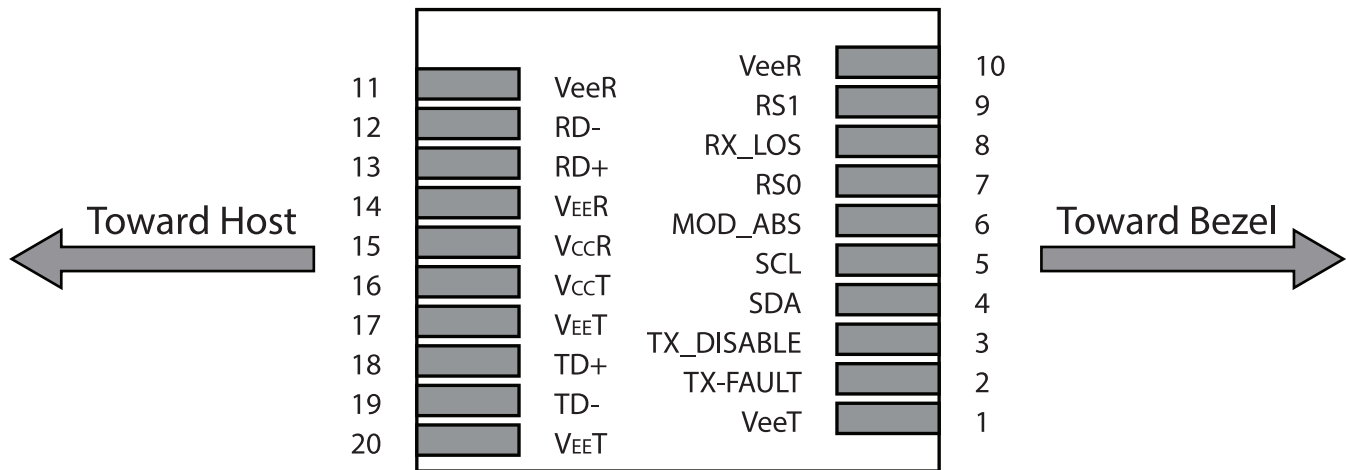 VeeR 10
11 VeeR
RS1 9
12 RD-
RX_LOS 8
13 RD+
RS0 7
14 VEER
MOD_ABS 6
Toward Host
Toward Bezel
15 VCCR
SCL 5
16 VCCT
SDA 4
17 VEET
TX_DISABLE 3
18 TD+
TX-FAULT 2
19 TD-
VeeT 1
20 VEET